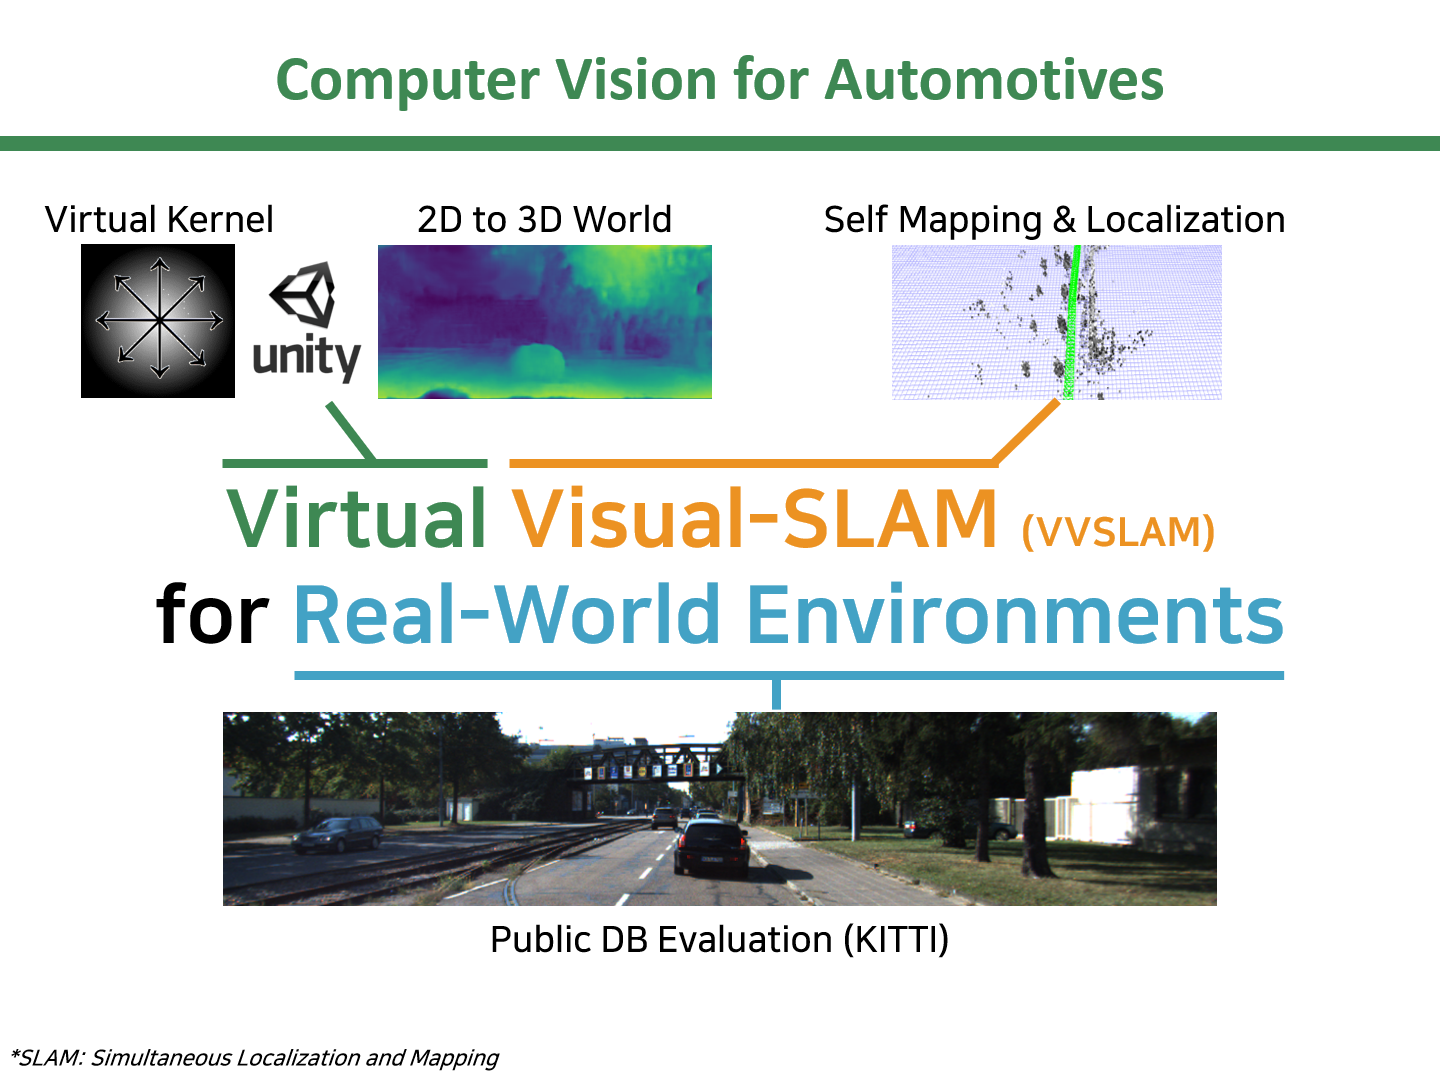 Computer Vision for Automotives
Virtual Kernel
2D to 3D World
Self Mapping & Localization
unity
Virtual Visual-SLAM (VVSLAM)
for Real-World Environments
Public DB Evaluation (KITTI)
*SLAM: Simultaneous Localization and Mapping